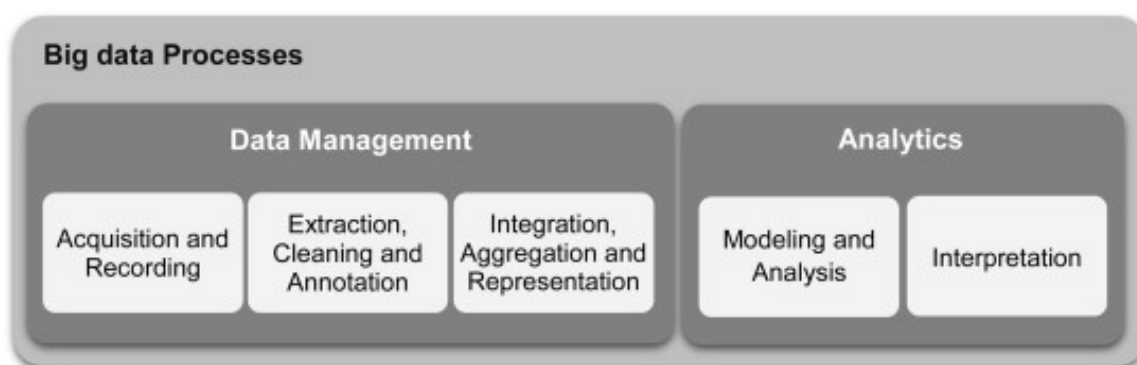 Big data Processes
Data Management
Acquisition and
Recording
Extraction,
Cleaning and
Annotation
Integration,
Aggregation and
Representation
Analytics
Modeling and
Analysis
Interpretation